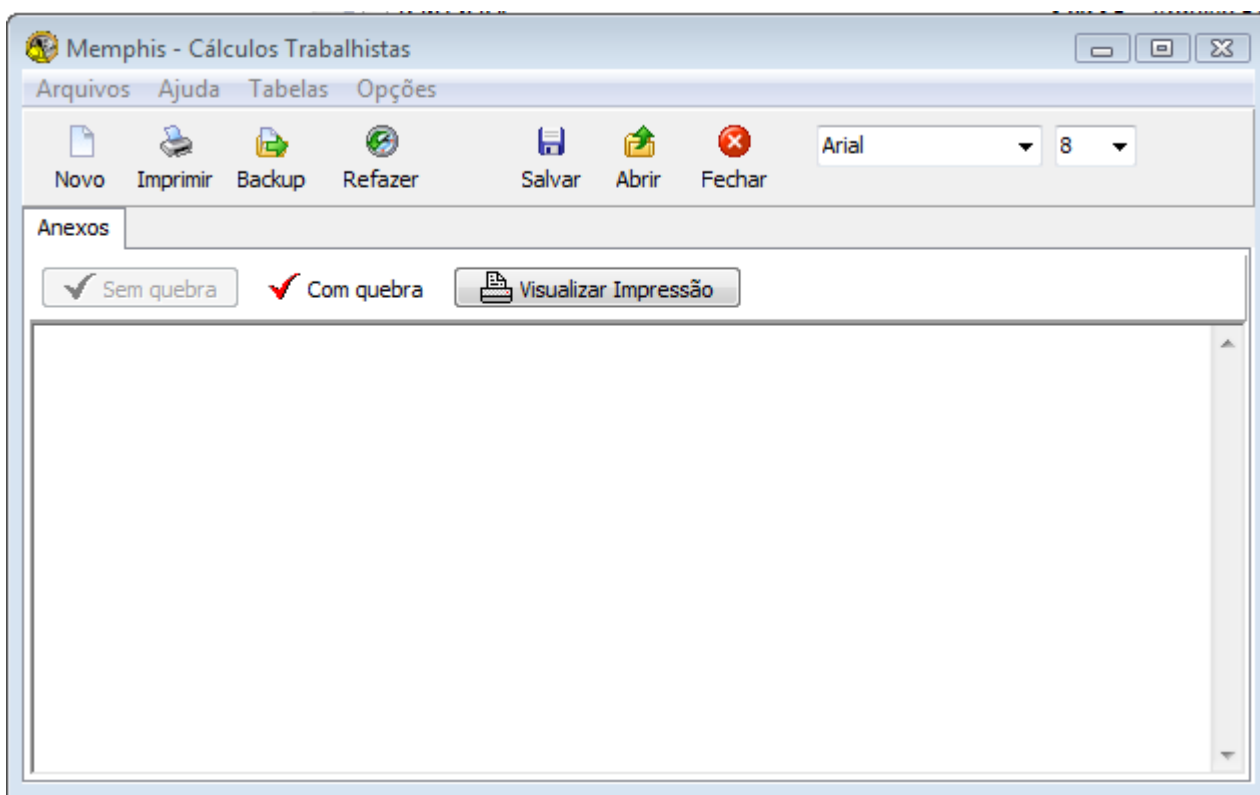 Memphis - Cálculos Trabalhistas
Arquivos Ajuda Tabelas Opções
Novo Imprimir Backup Refazer Salvar Abrir Fechar Arial 8
Anexos
Sem quebra Com quebra Visualizar Impressão